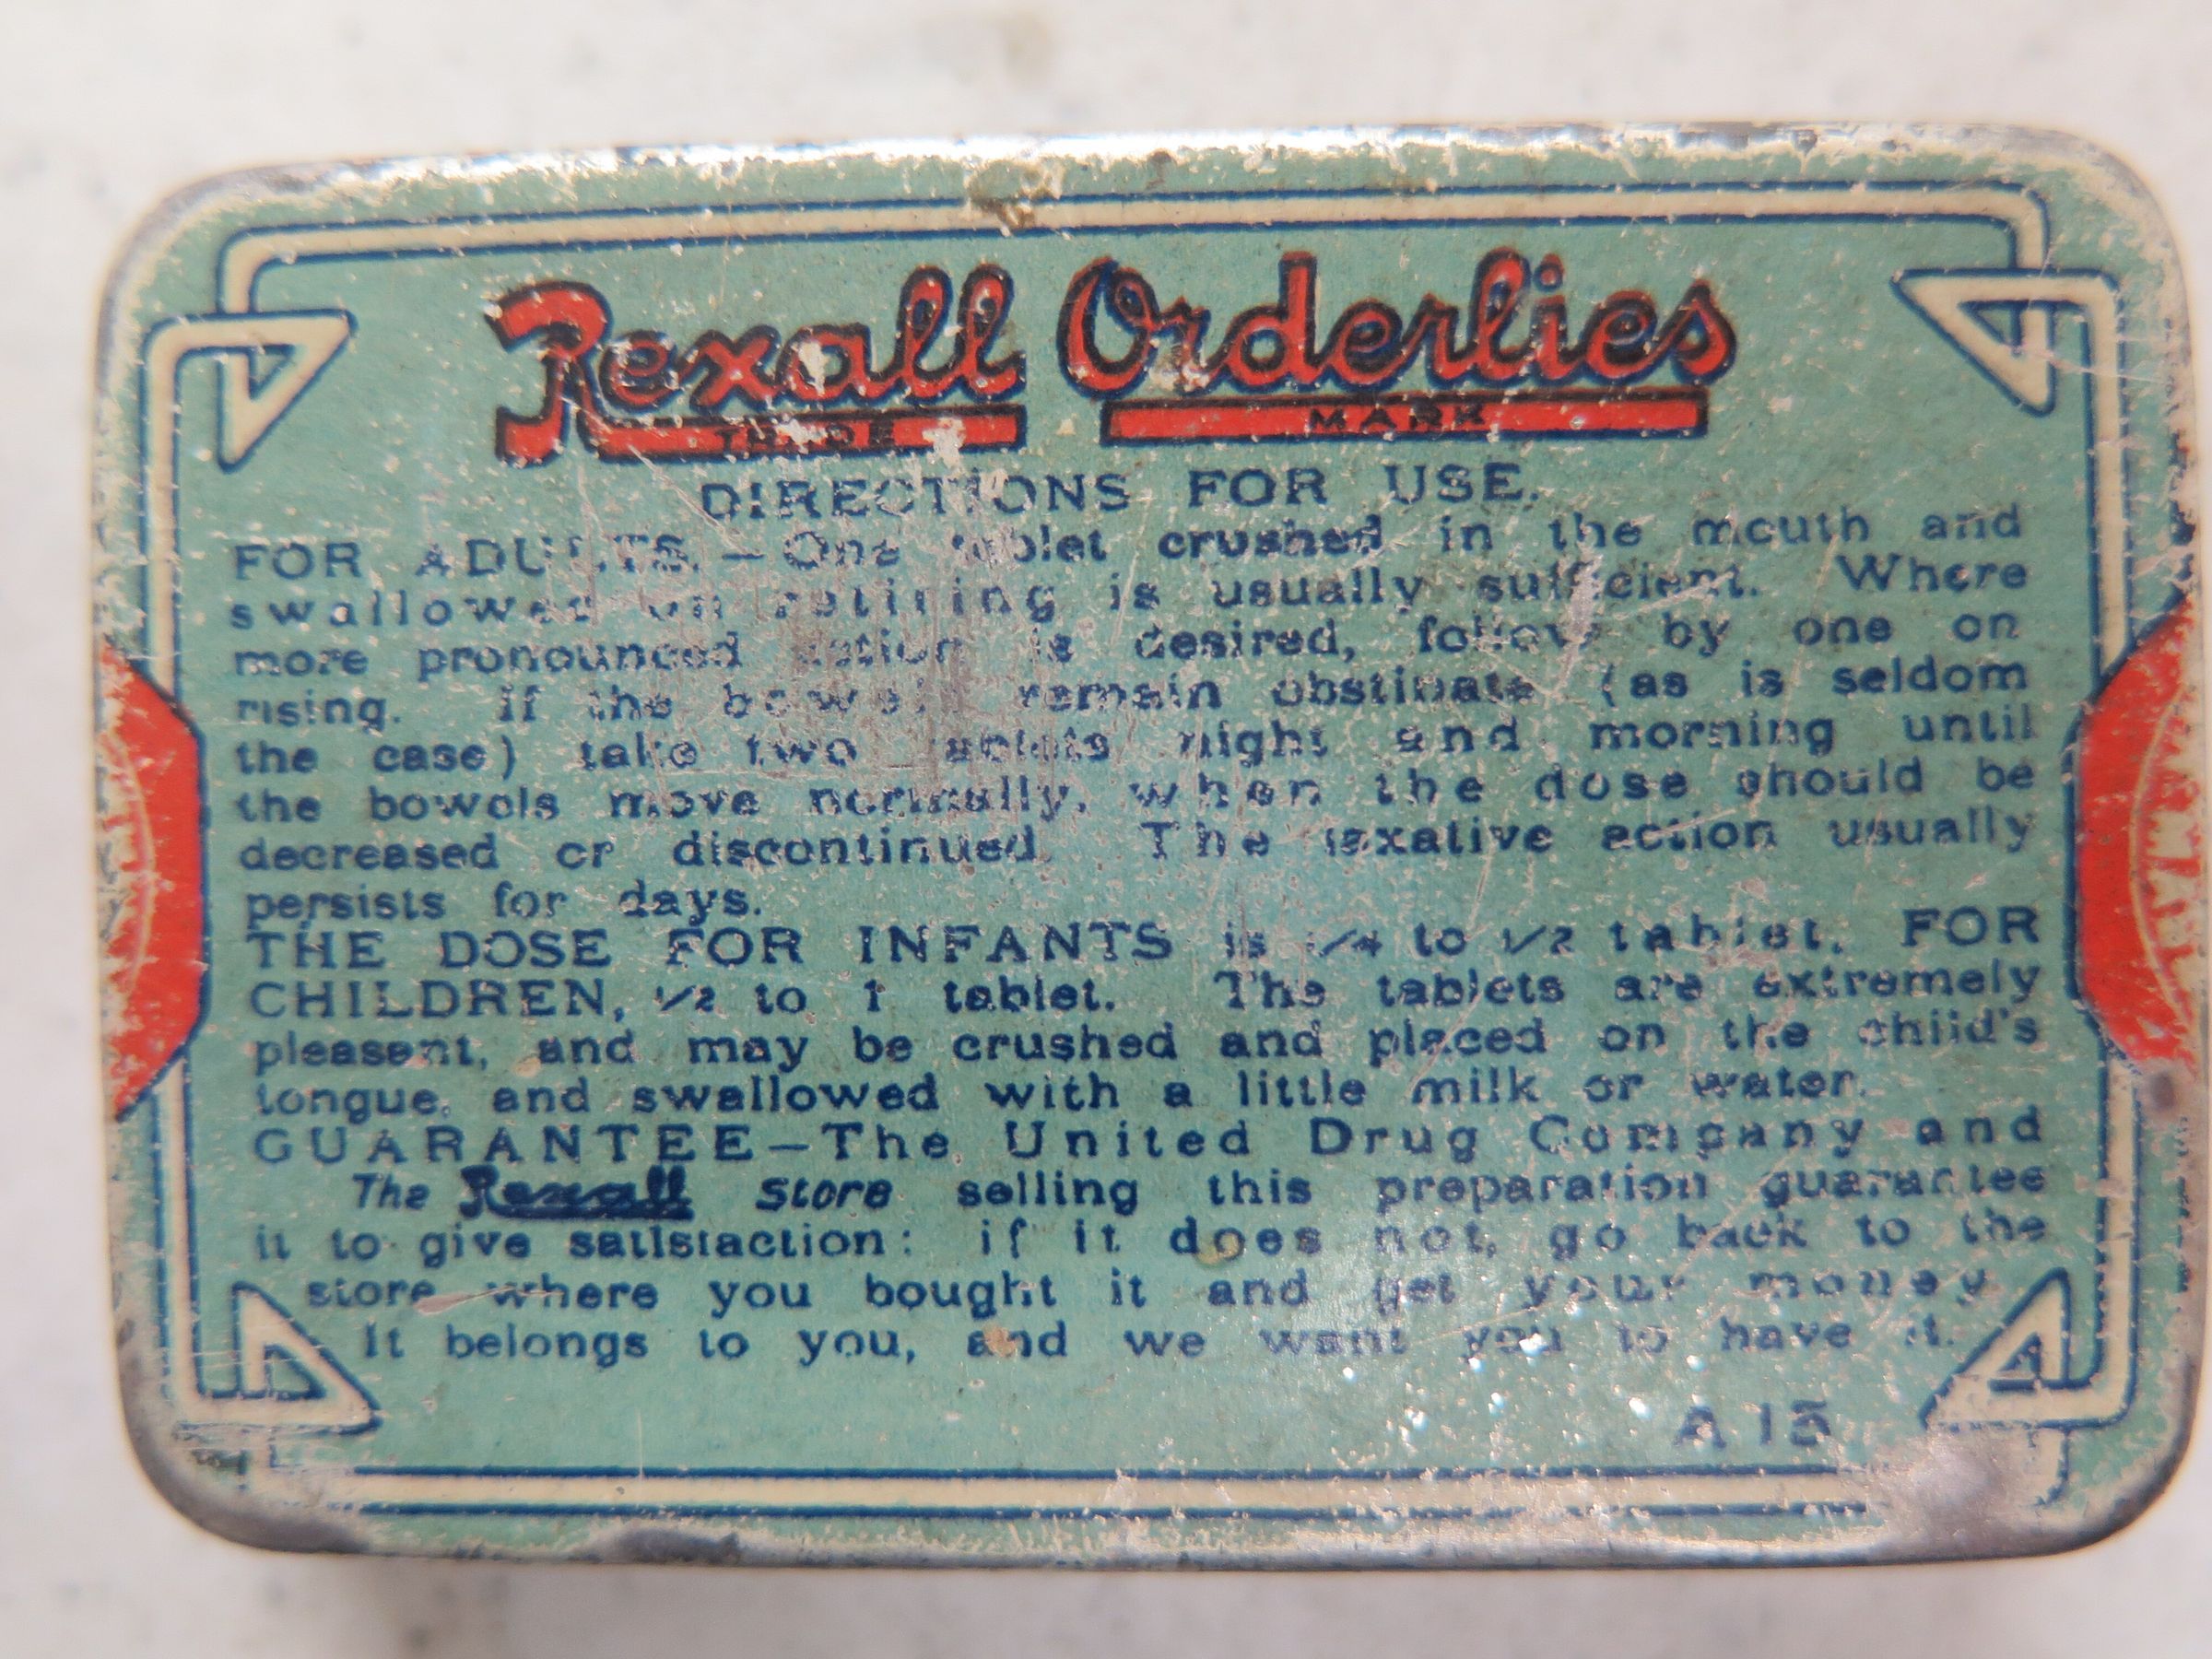 Rexall Orderlies
TRADE MARK
DIRECTIONS FOR USE.
FOR ADULTS. — One tablet crushed in the mouth and
swallowed on retiring is usually sufficient. Where
more pronounced action is desired, follow by one on
rising. If the bowels remain obstinate (as is seldom
the case) take two tablets night and morning until
the bowels move normally, when the dose should be
decreased or discontinued. The laxative action usually
persists for days.
THE DOSE FOR INFANTS is 1/4 to 1/2 tablet. FOR
CHILDREN, 1/2 to 1 tablet. The tablets are extremely
pleasant, and may be crushed and placed on the child's
tongue, and swallowed with a little milk or water.
GUARANTEE—The United Drug Company and
The Rexall Store selling this preparation guarantee
it to give satisfaction: if it does not, go back to the
store where you bought it and get your money
It belongs to you, and we want you to have it.
A 15